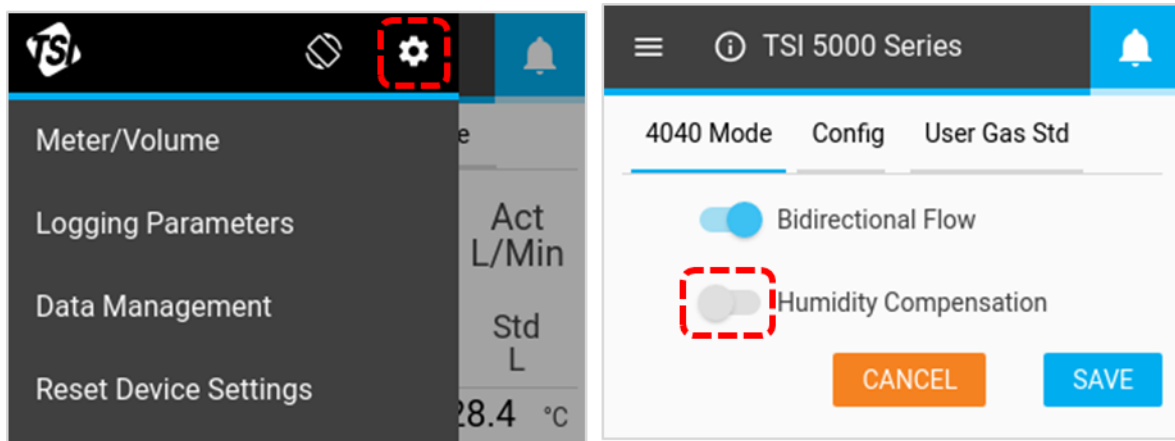 TSI
Meter/Volume
Logging Parameters
Data Management
Reset Device Settings
e
Act
L/Min
Std
L
28.4 °C
TSI 5000 Series
4040 Mode Config User Gas Std
Bidirectional Flow
Humidity Compensation
CANCEL SAVE